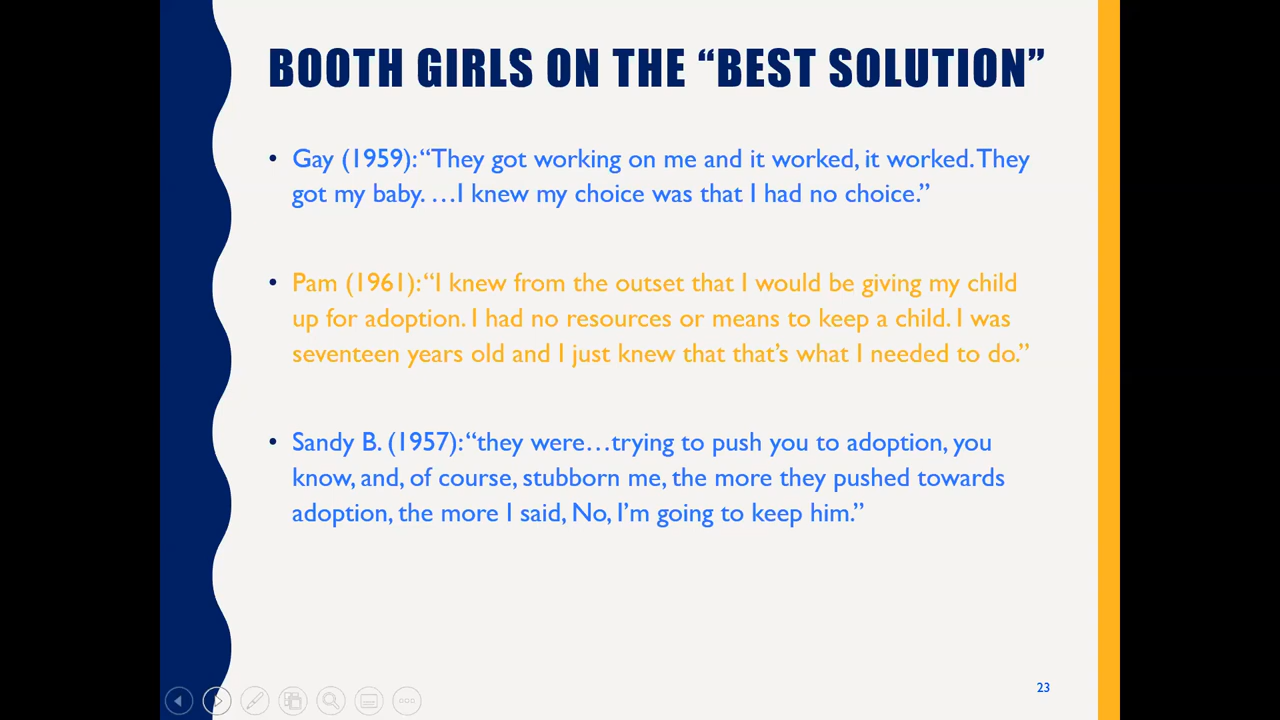 BOOTH GIRLS ON THE “BEST SOLUTION”
• Gay (1959): “They got working on me and it worked, it worked. They
got my baby. …I knew my choice was that I had no choice.”
• Pam (1961): “I knew from the outset that I would be giving my child
up for adoption. I had no resources or means to keep a child. I was
seventeen years old and I just knew that that’s what I needed to do.”
• Sandy B. (1957): “they were…trying to push you to adoption, you
know, and, of course, stubborn me, the more they pushed towards
adoption, the more I said, No, I’m going to keep him.”
23